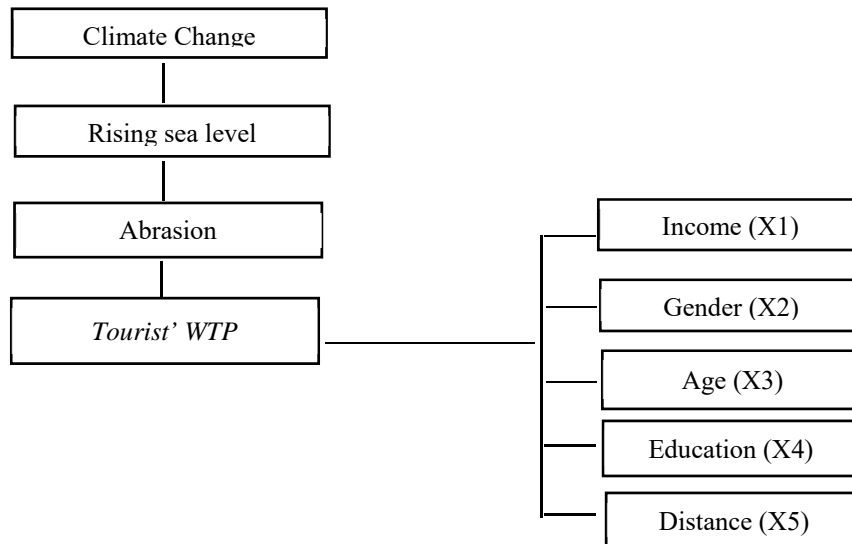 Climate Change
Rising sea level
Abrasion
Tourist’ WTP
Income (X1)
Gender (X2)
Age (X3)
Education (X4)
Distance (X5)